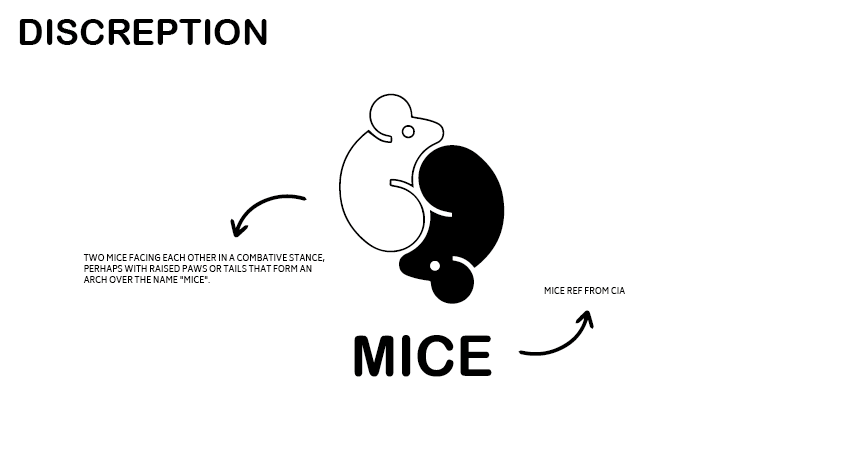 DISCREPTION
TWO MICE FACING EACH OTHER IN A COMBATIVE STANCE,
PERHAPS WITH RAISED PAWS OR TAILS THAT FORM AN
ARCH OVER THE NAME "MICE".
MICE REF FROM CIA
MICE